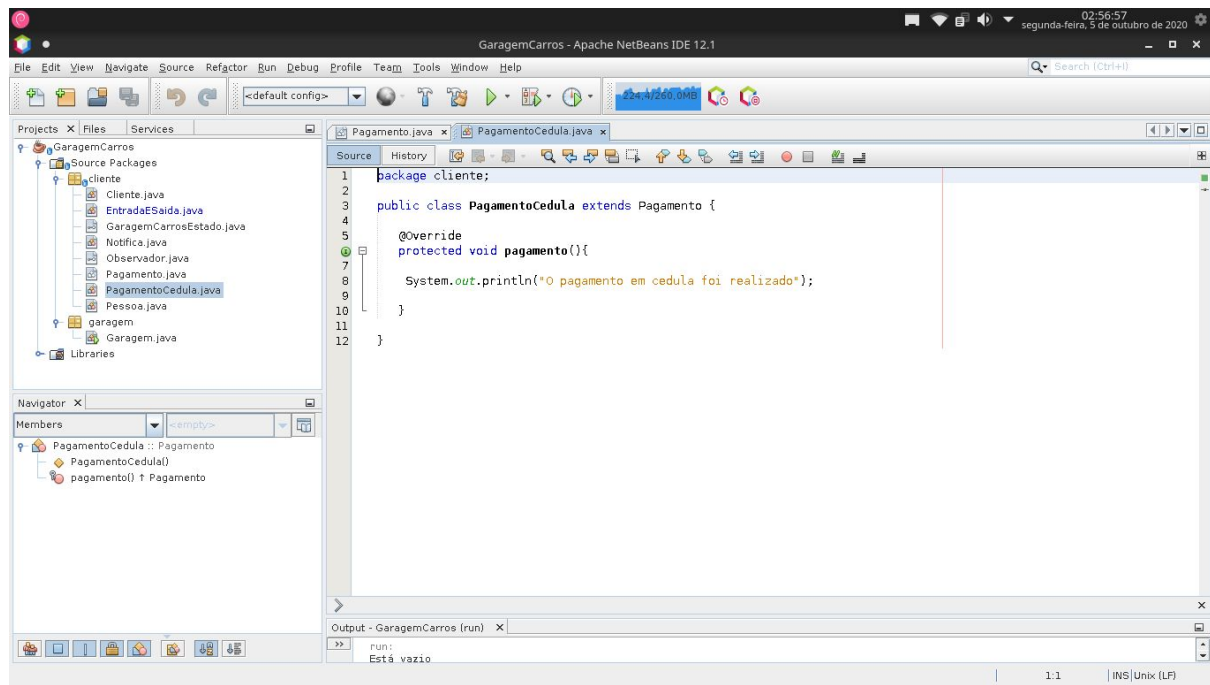 02:56:57
segunda-feira, 5 de outubro de 2020
GaragemCarros - Apache NetBeans IDE 12.1
File Edit View Navigate Source Refactor Run Debug Profile Team Tools Window Help
Search (Ctrl+I)
<default config>
224,4/260,0MB
Projects Files Services
Pagamento.java PagamentoCedula.java
GaragemCarros
Source Packages
cliente
Cliente.java
EntradaESaida.java
GaragemCarrosEstado.java
Notifica.java
Observador.java
Pagamento.java
PagamentoCedula.java
Pessoa.java
garagem
Garagem.java
Libraries
Source History
1 package cliente;
2
3 public class PagamentoCedula extends Pagamento {
4
5 @Override
protected void pagamento(){
7
8 System.out.println("O pagamento em cedula foi realizado");
9
10 }
11
12 }
Navigator
Members <empty>
PagamentoCedula :: Pagamento
PagamentoCedula()
pagamento() ↑ Pagamento
Output - GaragemCarros (run)
run:
Está vazio
1:1 INS Unix (LF)